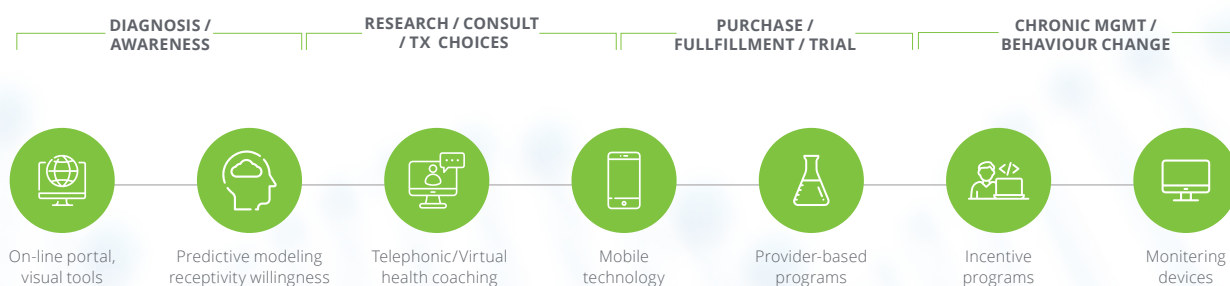 DIAGNOSIS /
AWARENESS
RESEARCH / CONSULT
/ TX CHOICES
PURCHASE /
FULLFILLMENT / TRIAL
CHRONIC MGMT /
BEHAVIOUR CHANGE
On-line portal,
visual tools
Predictive modeling
receptivity willingness
Telephonic/Virtual
health coaching
Mobile
technology
Provider-based
programs
Incentive
programs
Monitering
devices